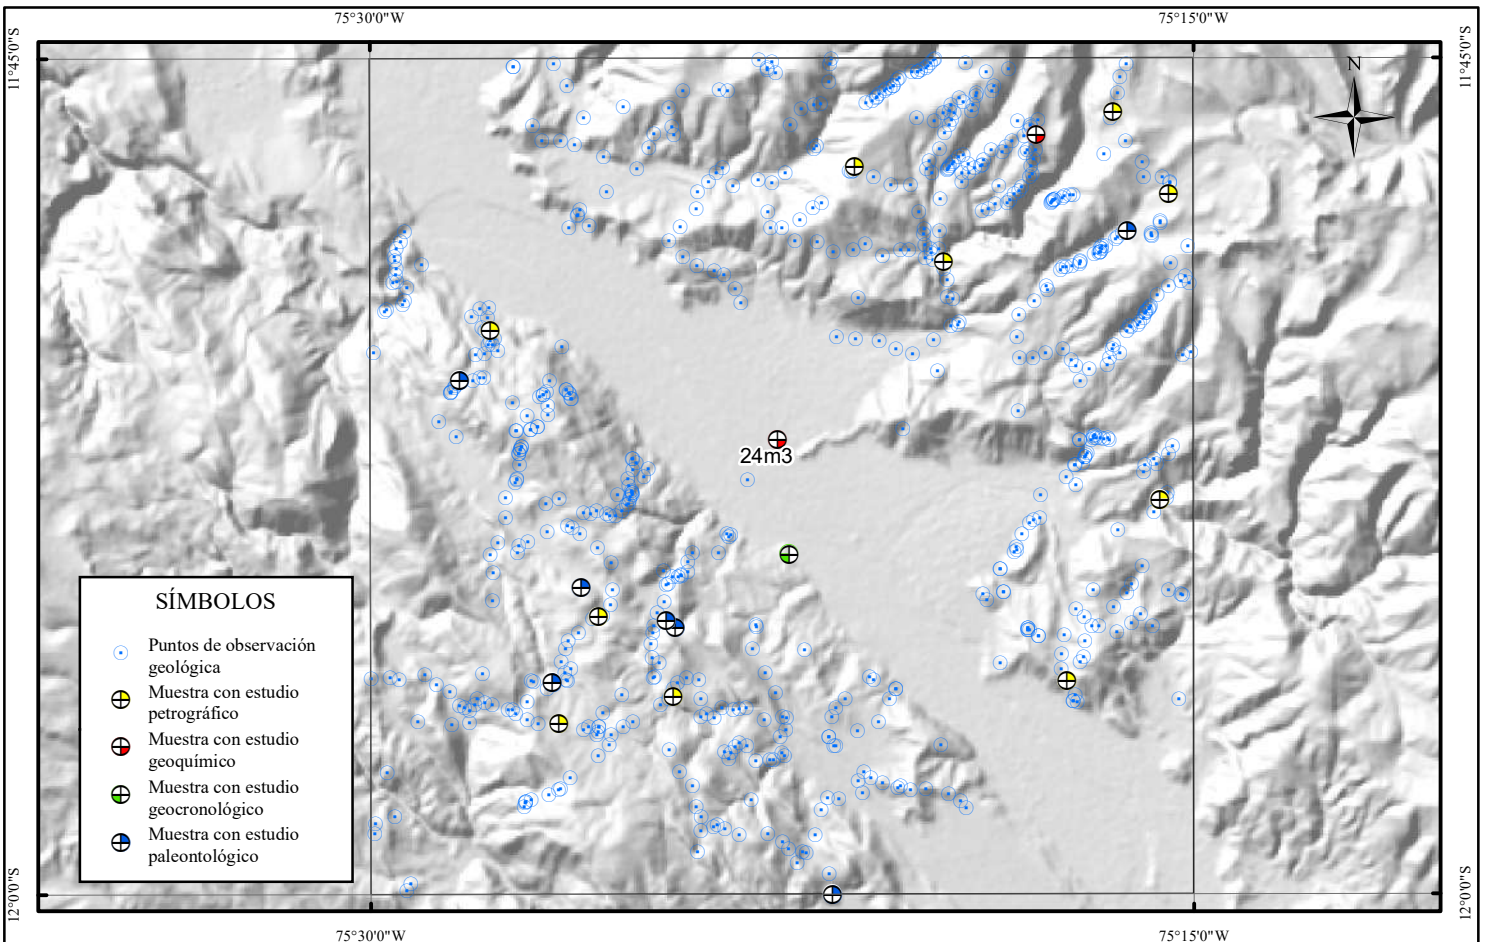 75°30'0"W
75°15'0"W
11°45'0"S
11°45'0"S
N
24m3
SÍMBOLOS
Puntos de observación
geológica
Muestra con estudio
petrográfico
Muestra con estudio
geoquímico
Muestra con estudio
geocronológico
Muestra con estudio
paleontológico
12°0'0"S
12°0'0"S
75°30'0"W
75°15'0"W